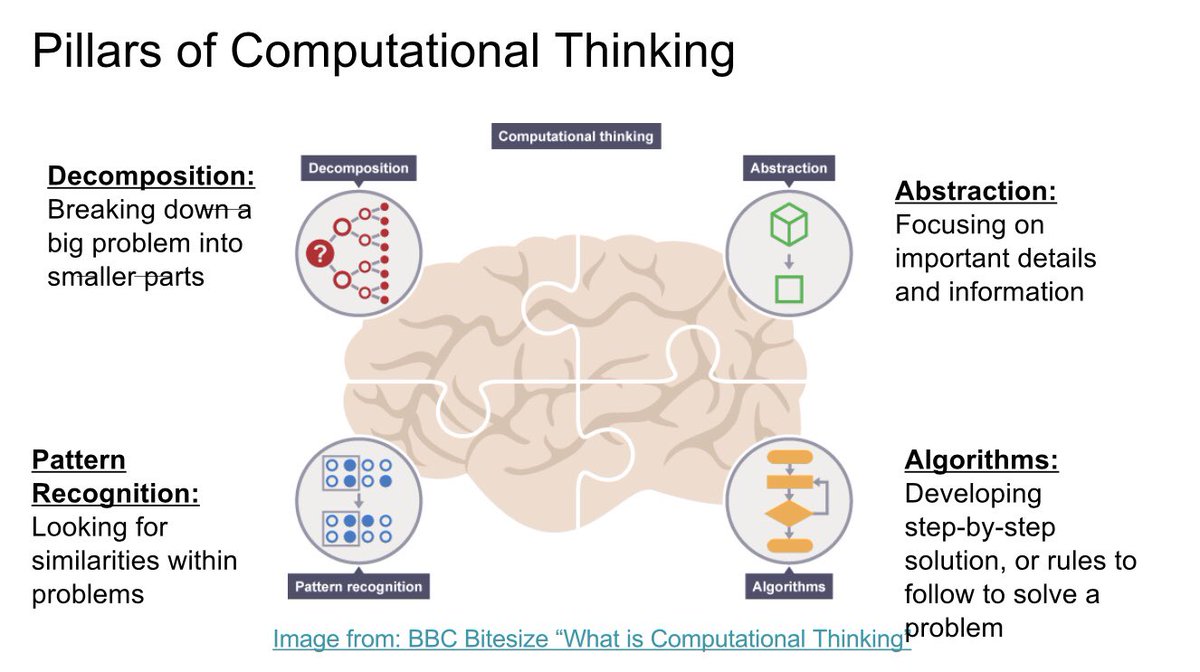 Pillars of Computational Thinking
Computational thinking
Decomposition
Abstraction
Decomposition:
Breaking down a
big problem into
smaller parts
?
Abstraction:
Focusing on
important details
and information
Pattern
Recognition:
Looking for
similarities within
problems
Algorithms:
Developing
step-by-step
solution, or rules to
follow to solve a
problem
Pattern recognition
Algorithms
Image from: BBC Bitesize “What is Computational Thinking”